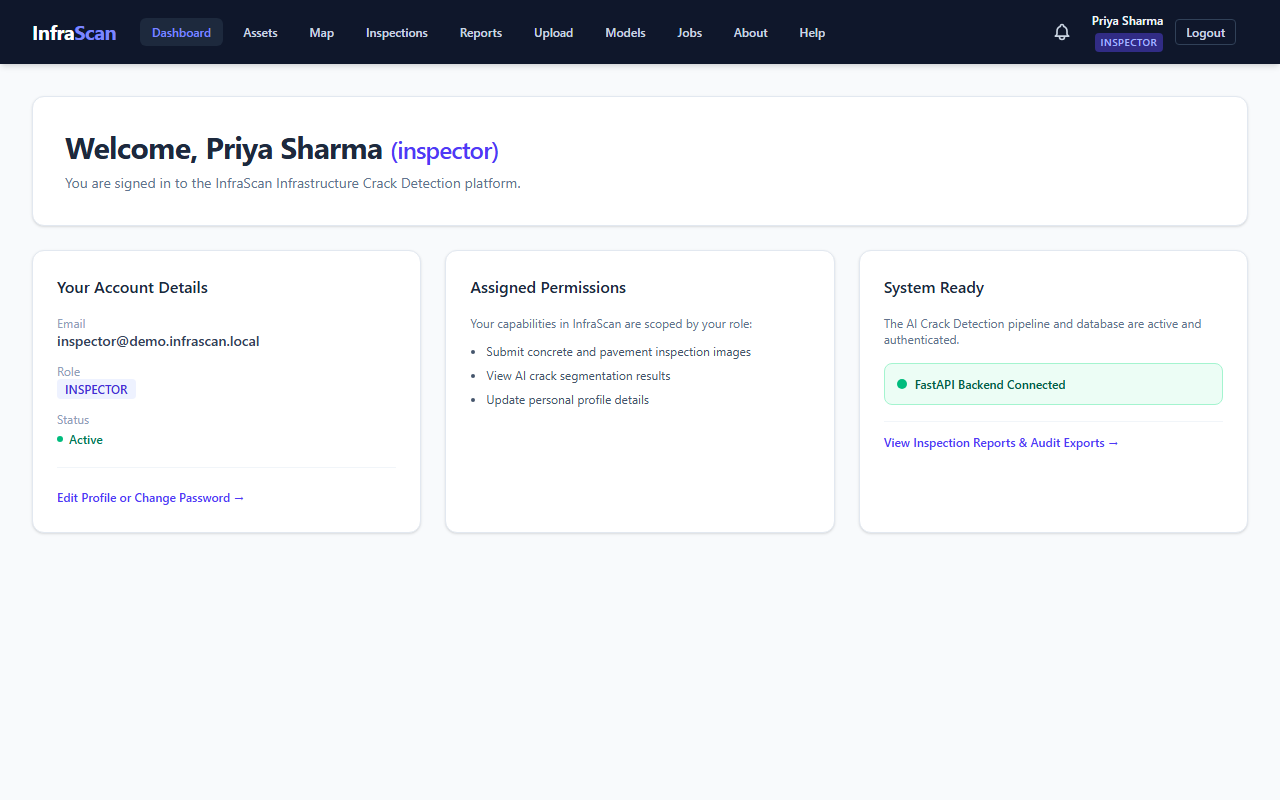 InfraScan
Dashboard
Assets
Map
Inspections
Reports
Upload
Models
Jobs
About
Help
Priya Sharma
INSPECTOR
Logout
Welcome, Priya Sharma (inspector)
You are signed in to the InfraScan Infrastructure Crack Detection platform.
Your Account Details
Email
inspector@demo.infrascan.local
Role
INSPECTOR
Status
Active
Edit Profile or Change Password →
Assigned Permissions
Your capabilities in InfraScan are scoped by your role:
• Submit concrete and pavement inspection images
• View AI crack segmentation results
• Update personal profile details
System Ready
The AI Crack Detection pipeline and database are active and
authenticated.
FastAPI Backend Connected
View Inspection Reports & Audit Exports →